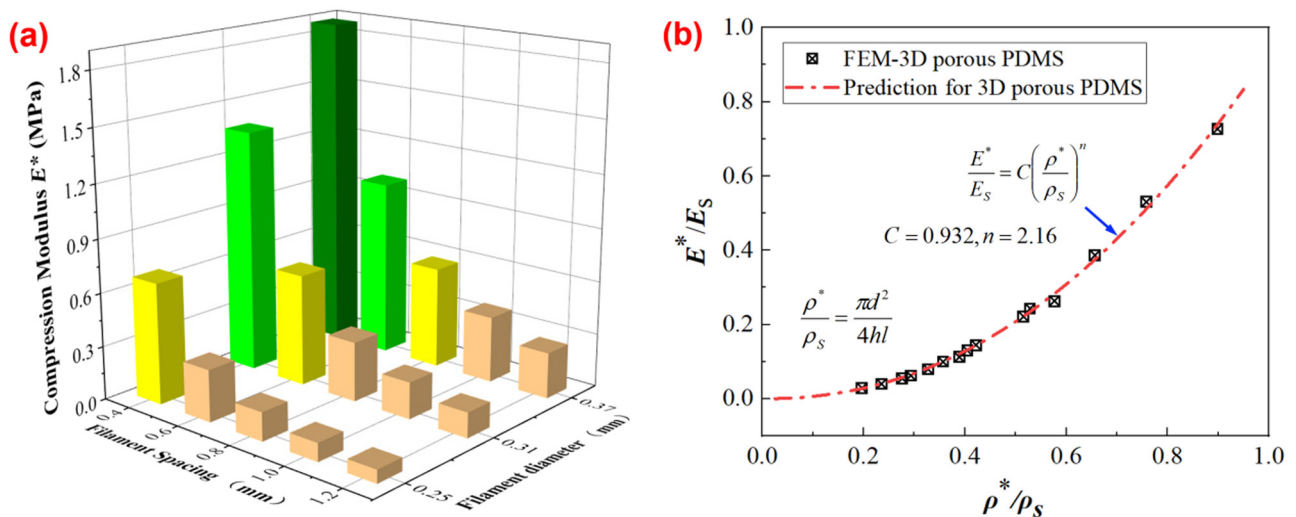 (a)
Compression Modulus E* (MPa)
1.8
1.5
1.2
0.9
0.6
0.3
0.0
0.4
0.6
0.8
1.0
1.2
Filament Spacing (mm)
0.25
0.31
0.37
Filament diameter (mm)
(b)
1.0
0.8
0.6
0.4
0.2
0.0
E*/ES
FEM-3D porous PDMS
Prediction for 3D porous PDMS
E*/ES = C(ρ*/ρS)^n
C = 0.932, n = 2.16
ρ*/ρS = πd²/4hl
0.0 0.2 0.4 0.6 0.8 1.0
ρ*/ρs